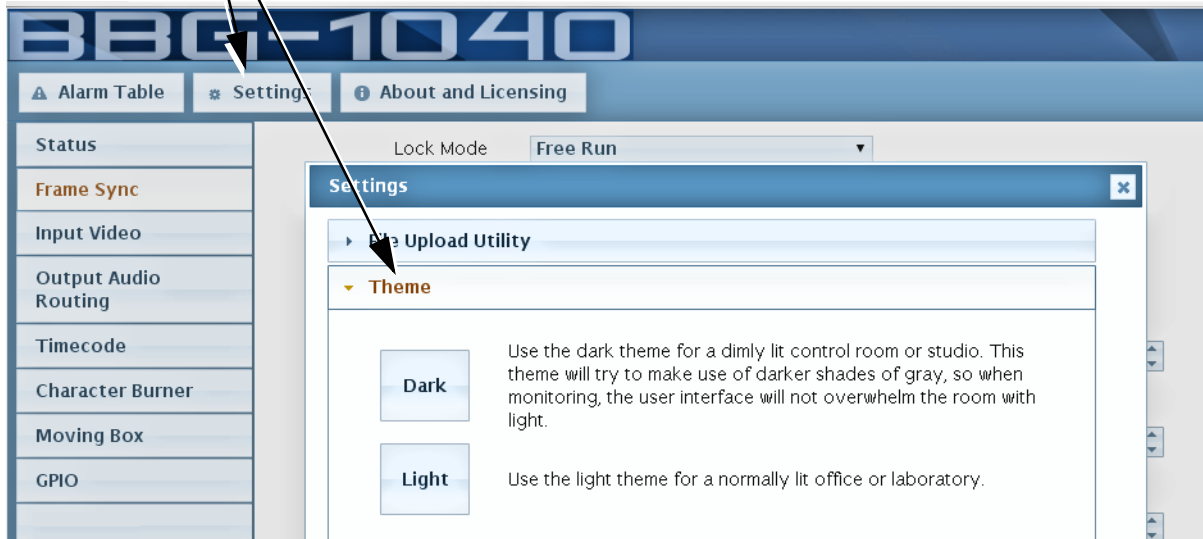 BBG-1040
Alarm Table
Settings
About and Licensing
Status
Frame Sync
Input Video
Output Audio
Routing
Timecode
Character Burner
Moving Box
GPIO
Lock Mode
Free Run
Settings
File Upload Utility
Theme
Dark
Use the dark theme for a dimly lit control room or studio. This
theme will try to make use of darker shades of gray, so when
monitoring, the user interface will not overwhelm the room with
light.
Light
Use the light theme for a normally lit office or laboratory.